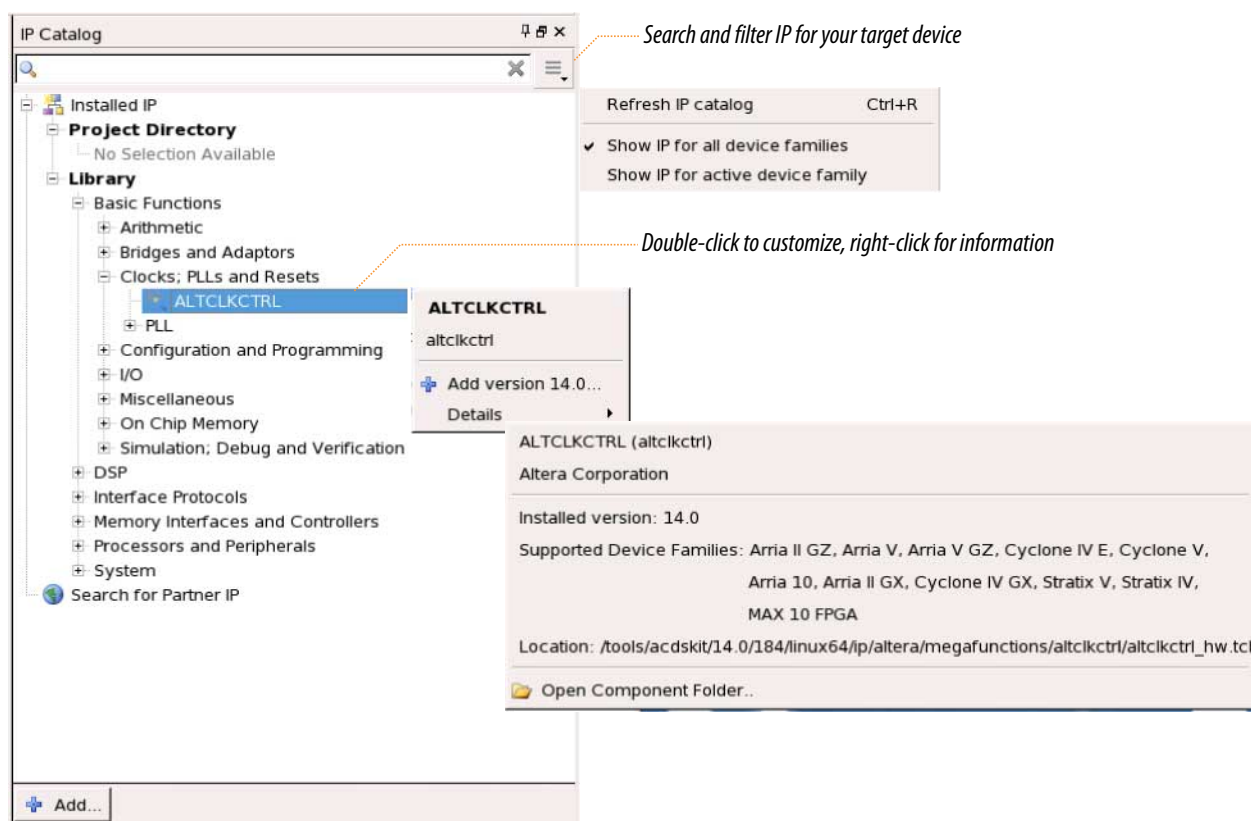 IP Catalog
Search and filter IP for your target device
Installed IP
Project Directory
No Selection Available
Library
Basic Functions
Arithmetic
Bridges and Adaptors
Clocks; PLLs and Resets
ALTCLKCTRL
PLL
Configuration and Programming
I/O
Miscellaneous
On Chip Memory
Simulation; Debug and Verification
DSP
Interface Protocols
Memory Interfaces and Controllers
Processors and Peripherals
System
Search for Partner IP
Add...
Refresh IP catalog Ctrl+R
Show IP for all device families
Show IP for active device family
Double-click to customize, right-click for information
ALTCLKCTRL
altclkctrl
Add version 14.0...
Details
ALTCLKCTRL (altclkctrl)
Altera Corporation
Installed version: 14.0
Supported Device Families: Arria II GZ, Arria V, Arria V GZ, Cyclone IV E, Cyclone V,
Arria 10, Arria II GX, Cyclone IV GX, Stratix V, Stratix IV,
MAX 10 FPGA
Location: /tools/acdskit/14.0/184/linux64/ip/altera/megafunctions/altclkctrl/altclkctrl_hw.tcl
Open Component Folder..